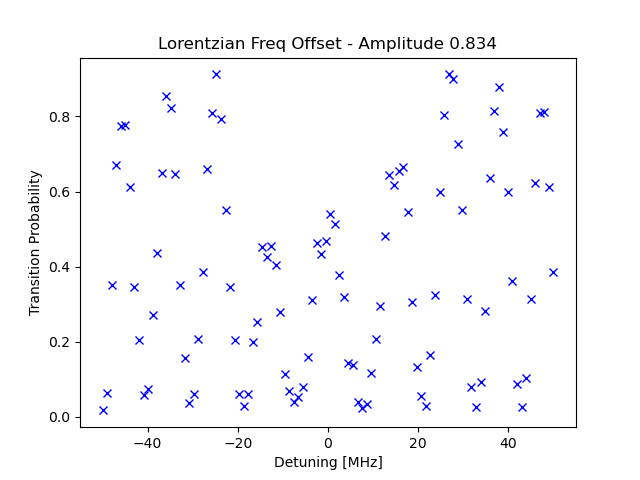 Lorentzian Freq Offset - Amplitude 0.834
Transition Probability
0.8
0.6
0.4
0.2
0.0
−40 −20 0 20 40
Detuning [MHz]